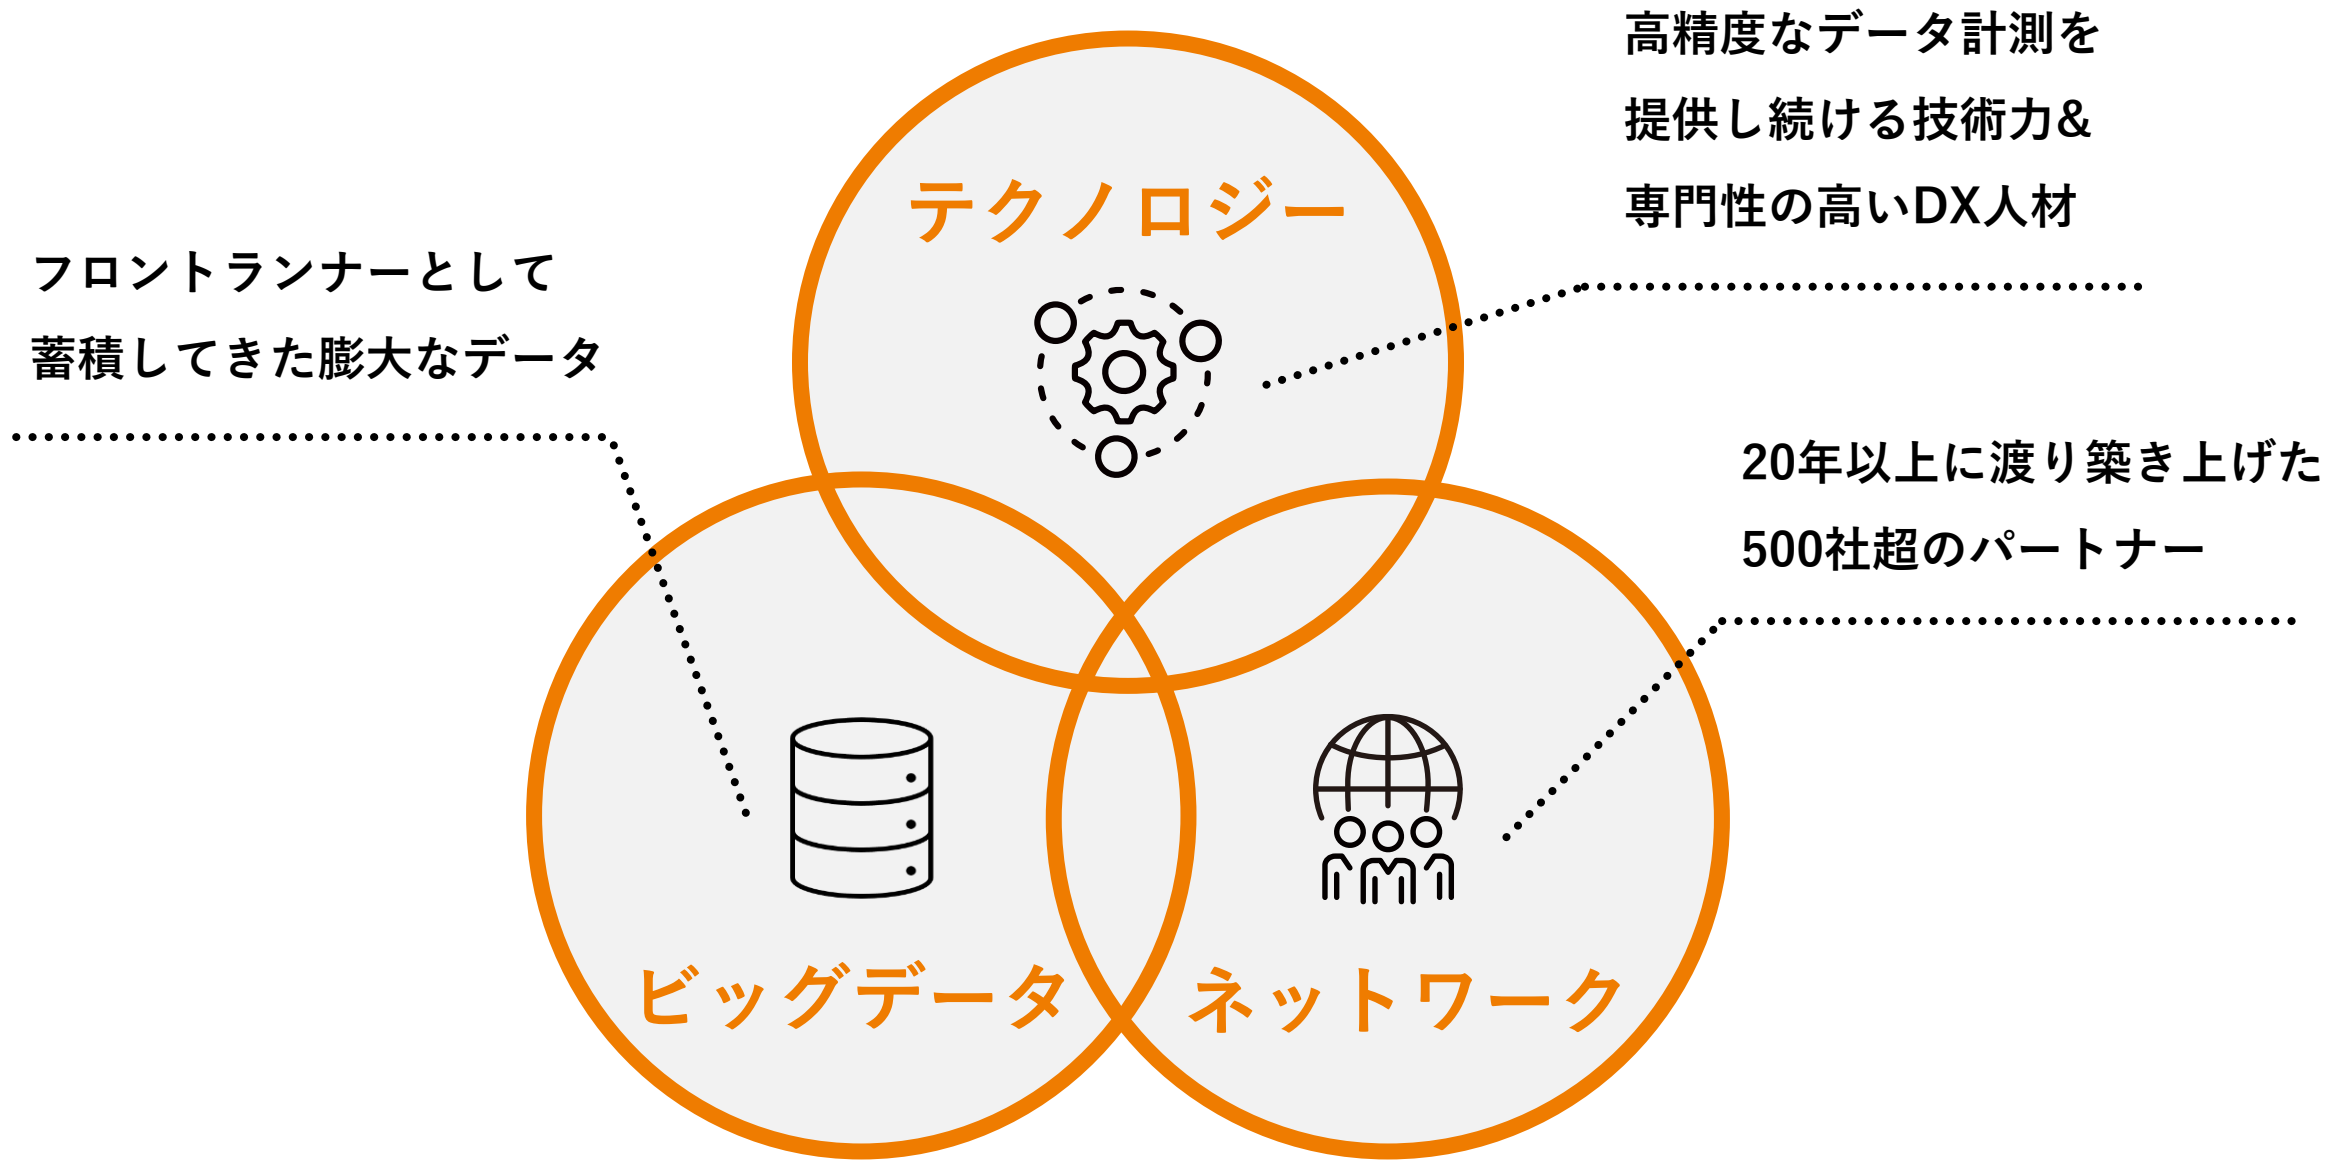 高精度なデータ計測を
提供し続ける技術力&
専門性の高いDX人材
テクノロジー
フロントランナーとして
蓄積してきた膨大なデータ
20年以上に渡り築き上げた
500社超のパートナー
ビッグデータ
ネットワーク